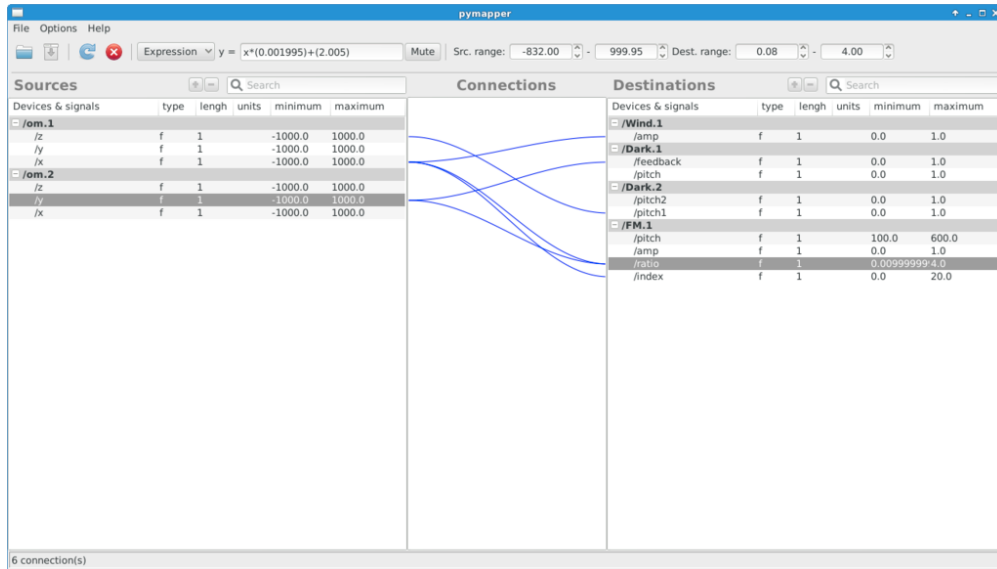 pymapper
File Options Help
Expression y = x*(0.001995)+(2.005) Mute Src. range: -832.00 - 999.95 Dest. range: 0.08 - 4.00
Sources Search Connections Destinations Search
Devices & signals type lengh units minimum maximum Devices & signals type lengh units minimum maximum
/om.1 /Wind.1
/z f 1 -1000.0 1000.0 /amp f 1 0.0 1.0
/y f 1 -1000.0 1000.0 /Dark.1
/x f 1 -1000.0 1000.0 /feedback f 1 0.0 1.0
/om.2 /pitch f 1 0.0 1.0
/z f 1 -1000.0 1000.0 /Dark.2
/y f 1 -1000.0 1000.0 /pitch2 f 1 0.0 1.0
/x f 1 -1000.0 1000.0 /pitch1 f 1 0.0 1.0
/FM.1
/pitch f 1 100.0 600.0
/amp f 1 0.0 1.0
/ratio f 1 0.00999999 4.0
/index f 1 0.0 20.0
6 connection(s)